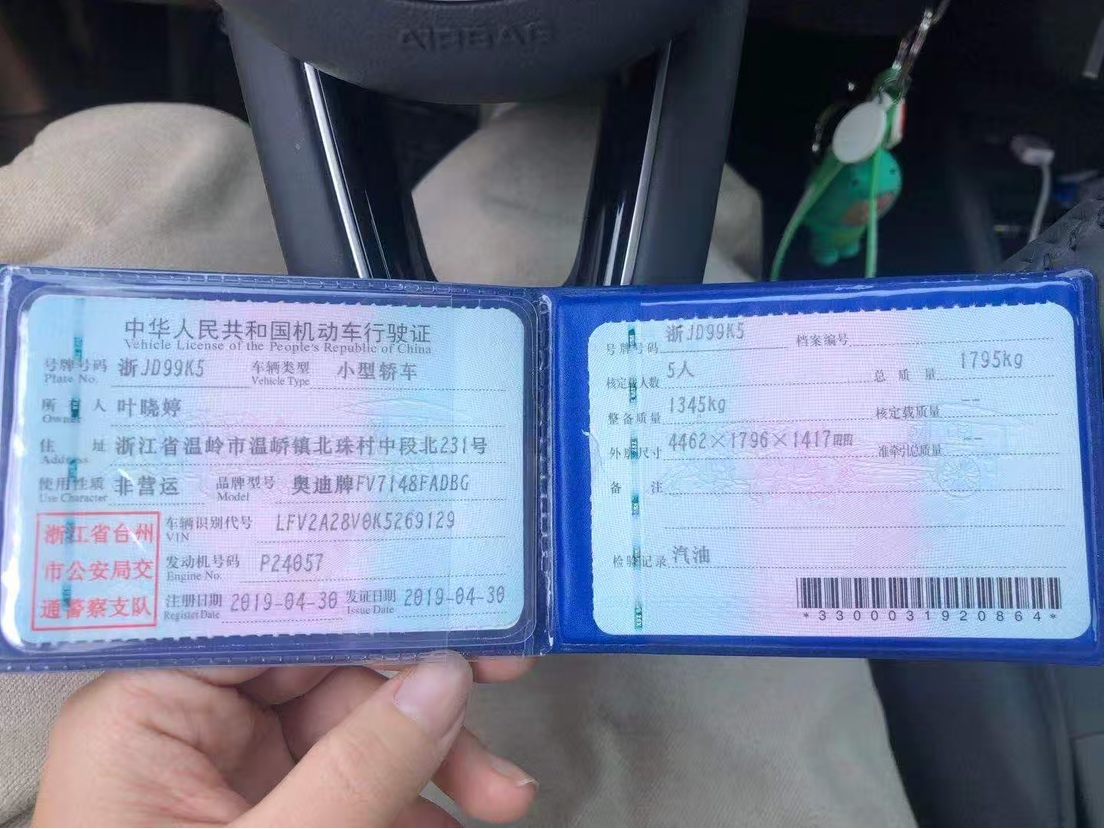 AIRBAG
中华人民共和国机动车行驶证
Vehicle License of the People's Republic of China
号牌号码 浙JD99K5 车辆类型 小型轿车
Plate No. Vehicle Type
所有人 叶晓婷
Owner
住址 浙江省温岭市温峤镇北珠村中段北231号
Address
使用性质 非营运 品牌型号 奥迪牌FV7148FADBG
Use Character Model
浙江省台州
市公安局交
通警察支队
车辆识别代号 LFV2A28V0K5269129
VIN
发动机号码 P24057
Engine No.
注册日期 2019-04-30 发证日期 2019-04-30
Register Date Issue Date
号牌号码 浙JD99K5 档案编号
核定载人数 5人 总质量 1795kg
整备质量 1345kg 核定载质量 --
外廓尺寸 4462×1796×1417mm 准牵引总质量 --
备注
检验记录 汽油
*3300031920864*